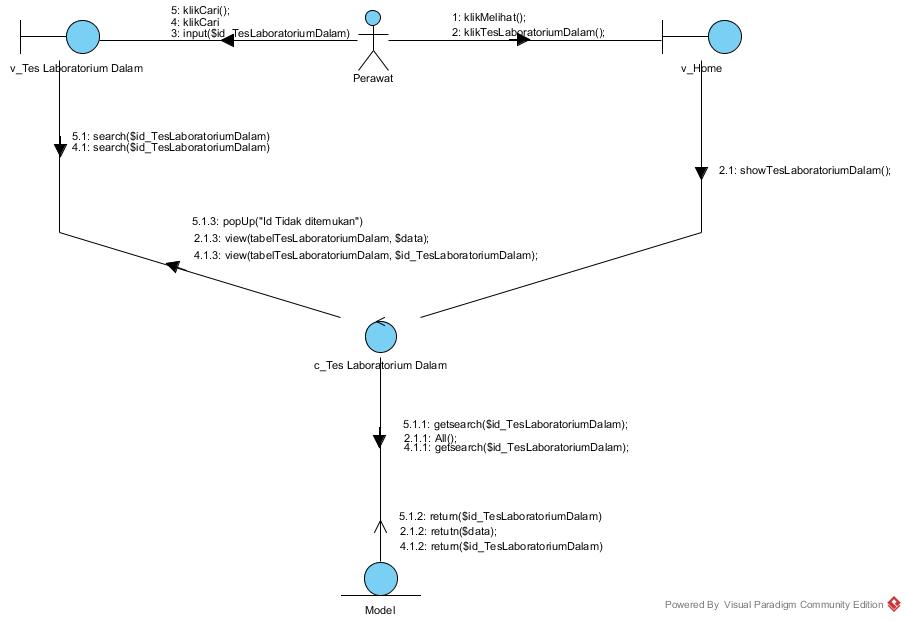 5: klikCari();
4: klikCari
3: input($id_TesLaboratoriumDalam)
1: klikMelihat();
2: klikTesLaboratoriumDalam();
v_Tes Laboratorium Dalam
Perawat
v_Home
5.1: search($id_TesLaboratoriumDalam)
4.1: search($id_TesLaboratoriumDalam)
2.1: showTesLaboratoriumDalam();
5.1.3: popUp("Id Tidak ditemukan")
2.1.3: view(tabelTesLaboratoriumDalam, $data);
4.1.3: view(tabelTesLaboratoriumDalam, $id_TesLaboratoriumDalam);
c_Tes Laboratorium Dalam
5.1.1: getsearch($id_TesLaboratoriumDalam);
2.1.1: All();
4.1.1: getsearch($id_TesLaboratoriumDalam);
5.1.2: return($id_TesLaboratoriumDalam)
2.1.2: retutn($data);
4.1.2: return($id_TesLaboratoriumDalam)
Model
Powered By Visual Paradigm Community Edition